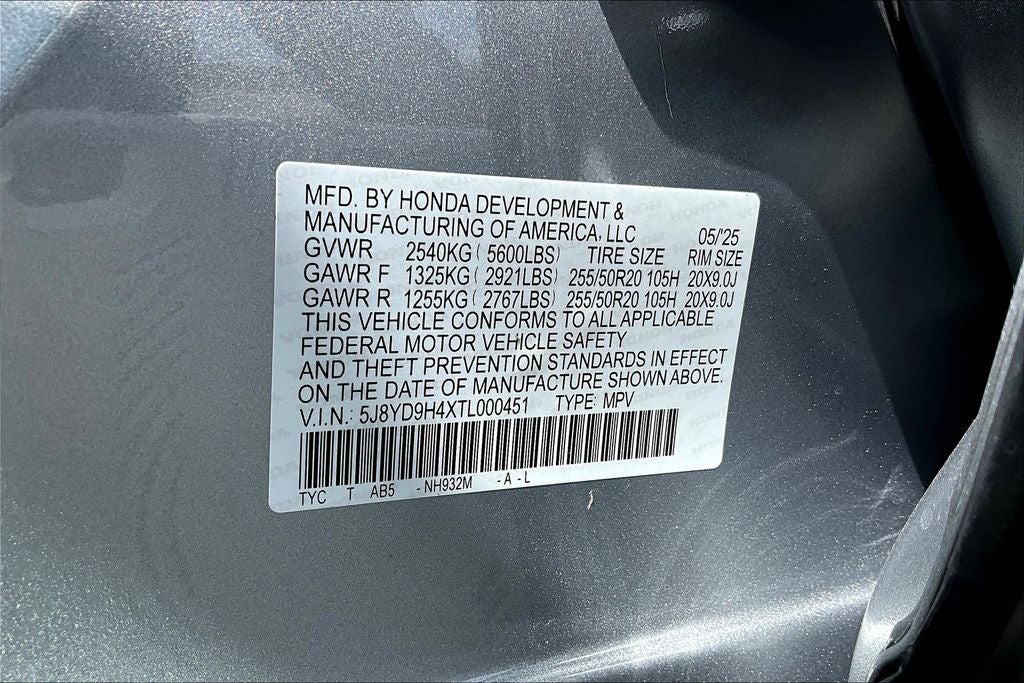 MFD. BY HONDA DEVELOPMENT &
MANUFACTURING OF AMERICA, LLC 05/'25
GVWR 2540KG ( 5600LBS) TIRE SIZE RIM SIZE
GAWR F 1325KG ( 2921LBS) 255/50R20 105H 20X9.0J
GAWR R 1255KG ( 2767LBS) 255/50R20 105H 20X9.0J
THIS VEHICLE CONFORMS TO ALL APPLICABLE
FEDERAL MOTOR VEHICLE SAFETY
AND THEFT PREVENTION STANDARDS IN EFFECT
ON THE DATE OF MANUFACTURE SHOWN ABOVE.
V.I.N.: 5J8YD9H4XTL000451 TYPE: MPV
TYC T AB5 - NH932M - A - L